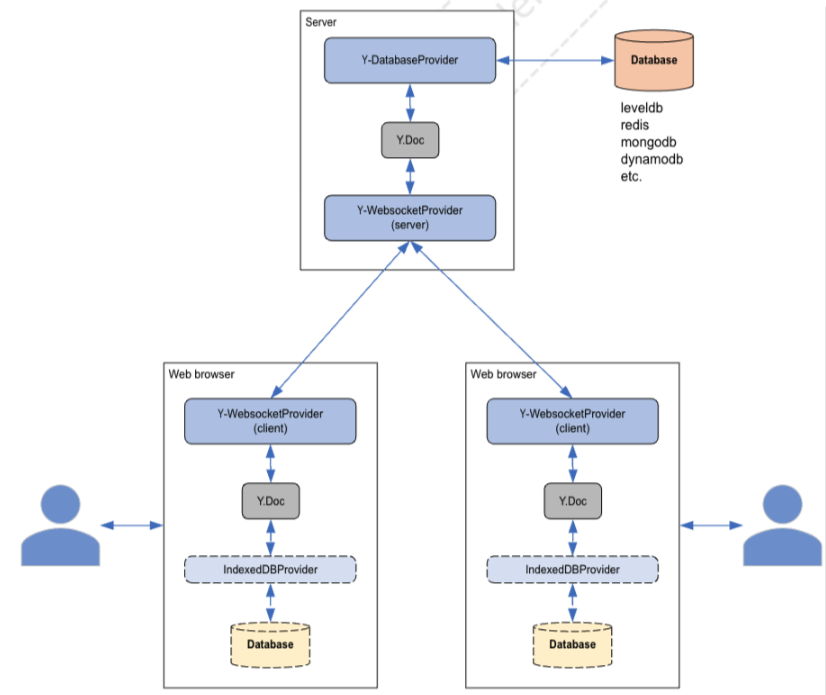 Server
Y-DatabaseProvider
Database
leveldb
redis
mongodb
dynamodb
etc.
Y.Doc
Y-WebsocketProvider
(server)
Web browser
Y-WebsocketProvider
(client)
Y.Doc
IndexedDBProvider
Database
Web browser
Y-WebsocketProvider
(client)
Y.Doc
IndexedDBProvider
Database